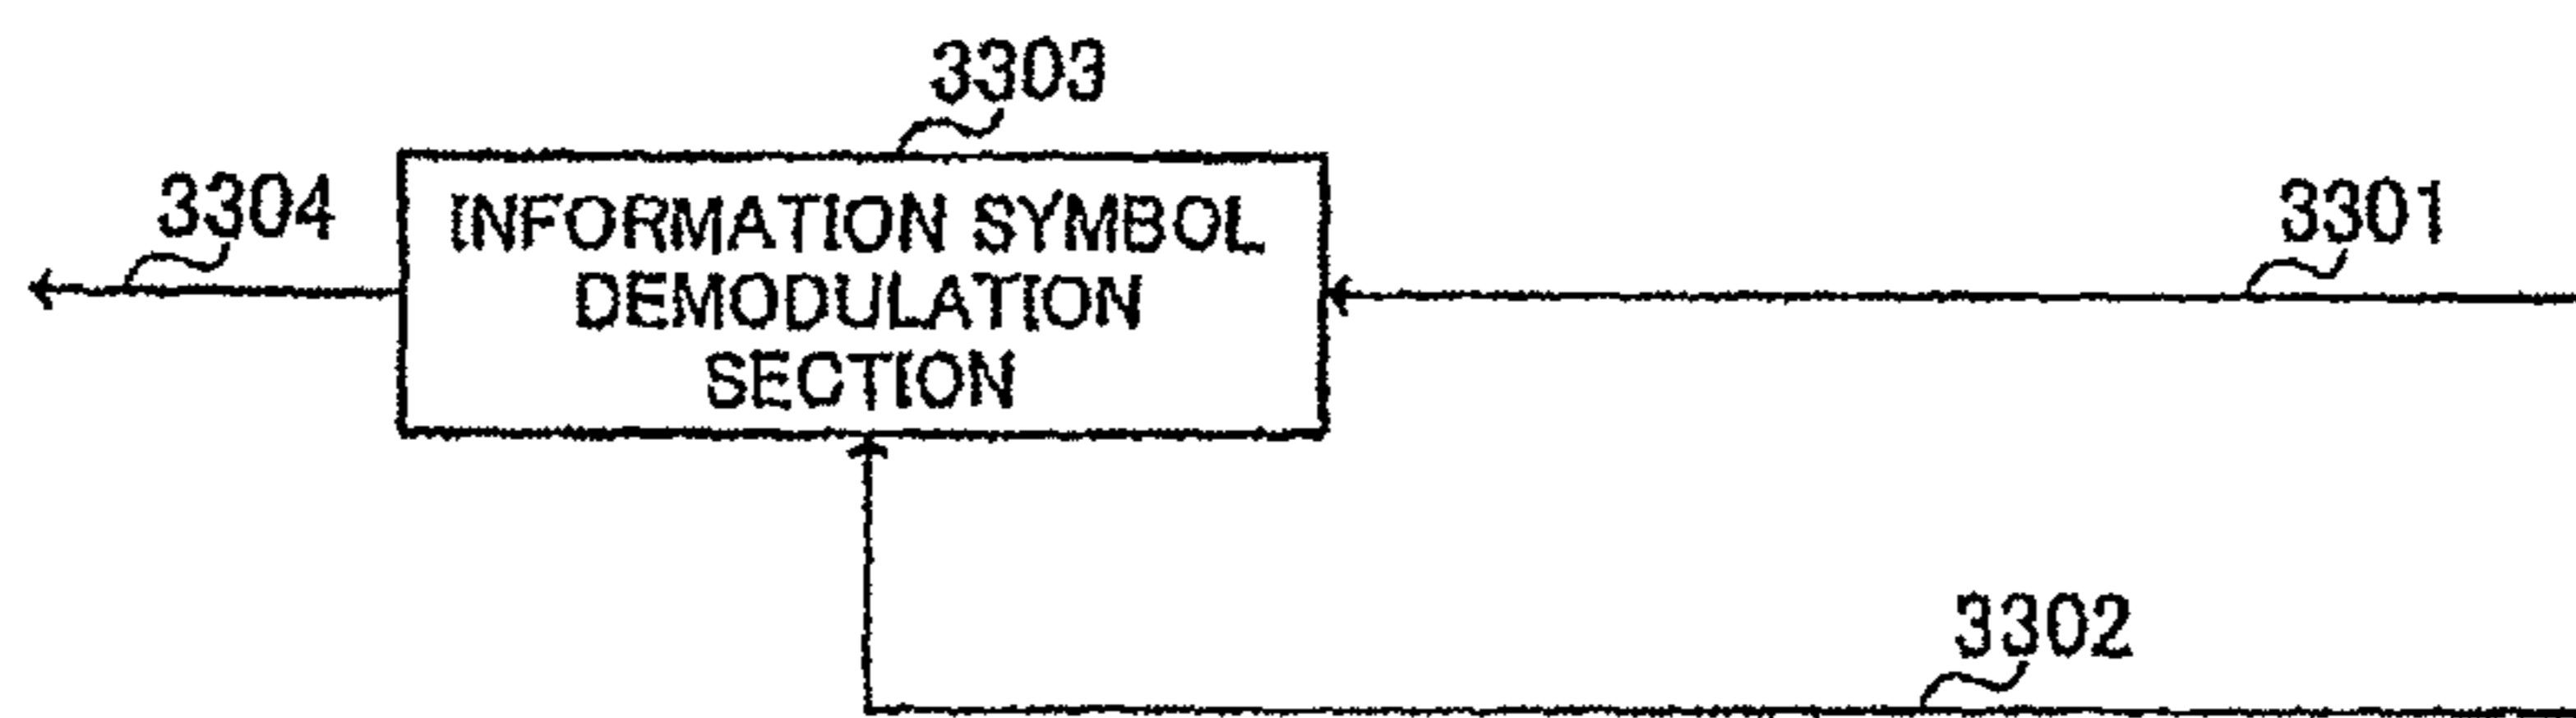 3303
3304
INFORMATION SYMBOL
DEMODULATION
SECTION
3301
3302